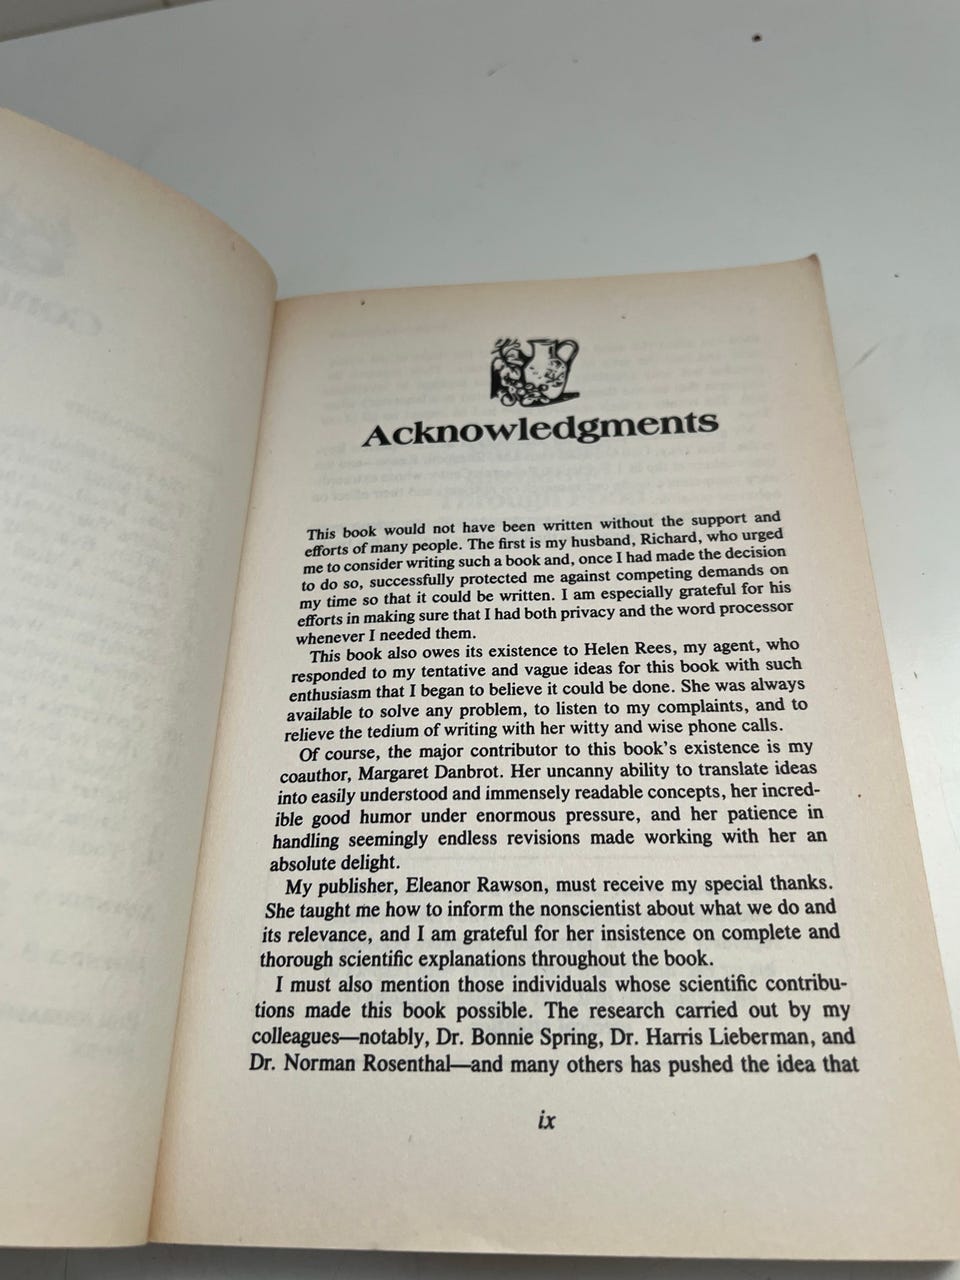 Acknowledgments
This book would not have been written without the support and
efforts of many people. The first is my husband, Richard, who urged
me to consider writing such a book and, once I had made the decision
to do so, successfully protected me against competing demands on
my time so that it could be written. I am especially grateful for his
efforts in making sure that I had both privacy and the word processor
whenever I needed them.
This book also owes its existence to Helen Rees, my agent, who
responded to my tentative and vague ideas for this book with such
enthusiasm that I began to believe it could be done. She was always
available to solve any problem, to listen to my complaints, and to
relieve the tedium of writing with her witty and wise phone calls.
Of course, the major contributor to this book's existence is my
coauthor, Margaret Danbrot. Her uncanny ability to translate ideas
into easily understood and immensely readable concepts, her incred-
ible good humor under enormous pressure, and her patience in
handling seemingly endless revisions made working with her an
absolute delight.
My publisher, Eleanor Rawson, must receive my special thanks.
She taught me how to inform the nonscientist about what we do and
its relevance, and I am grateful for her insistence on complete and
thorough scientific explanations throughout the book.
I must also mention those individuals whose scientific contribu-
tions made this book possible. The research carried out by my
colleagues—notably, Dr. Bonnie Spring, Dr. Harris Lieberman, and
Dr. Norman Rosenthal—and many others has pushed the idea that
ix